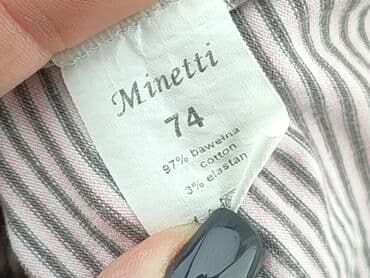 Minetti
74
97% bawełna
cotton
3% elastan